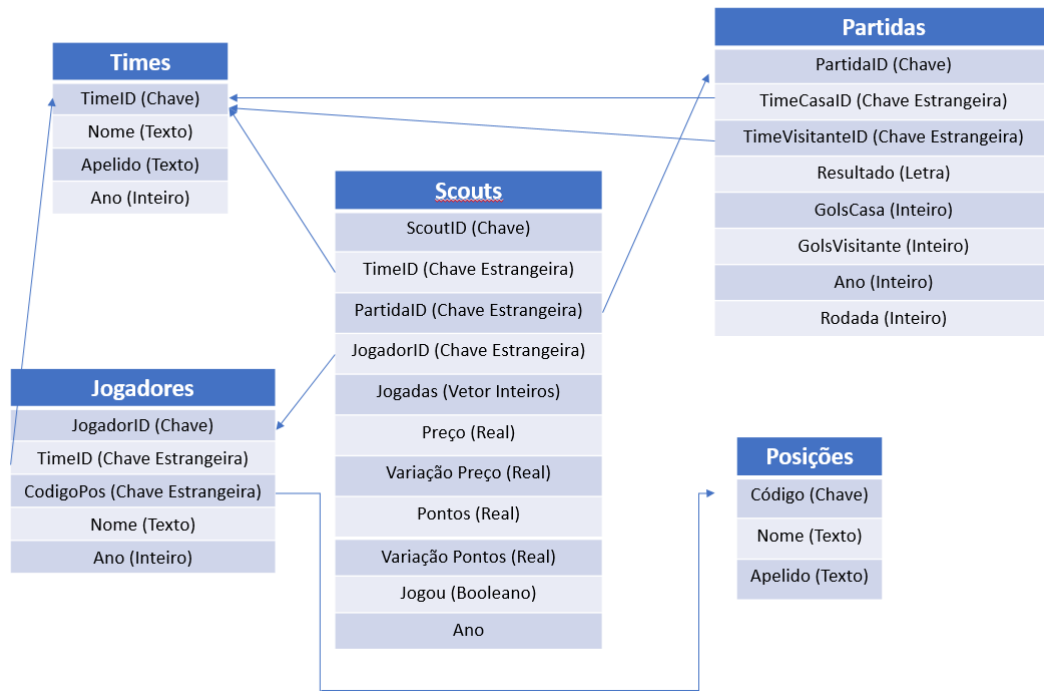 Times
TimeID (Chave)
Nome (Texto)
Apelido (Texto)
Ano (Inteiro)
Partidas
PartidaID (Chave)
TimeCasaID (Chave Estrangeira)
TimeVisitanteID (Chave Estrangeira)
Resultado (Letra)
GolsCasa (Inteiro)
GolsVisitante (Inteiro)
Ano (Inteiro)
Rodada (Inteiro)
Scouts
ScoutID (Chave)
TimeID (Chave Estrangeira)
PartidaID (Chave Estrangeira)
JogadorID (Chave Estrangeira)
Jogadas (Vetor Inteiros)
Preço (Real)
Variação Preço (Real)
Pontos (Real)
Variação Pontos (Real)
Jogou (Booleano)
Ano
Jogadores
JogadorID (Chave)
TimeID (Chave Estrangeira)
CodigoPos (Chave Estrangeira)
Nome (Texto)
Ano (Inteiro)
Posições
Código (Chave)
Nome (Texto)
Apelido (Texto)